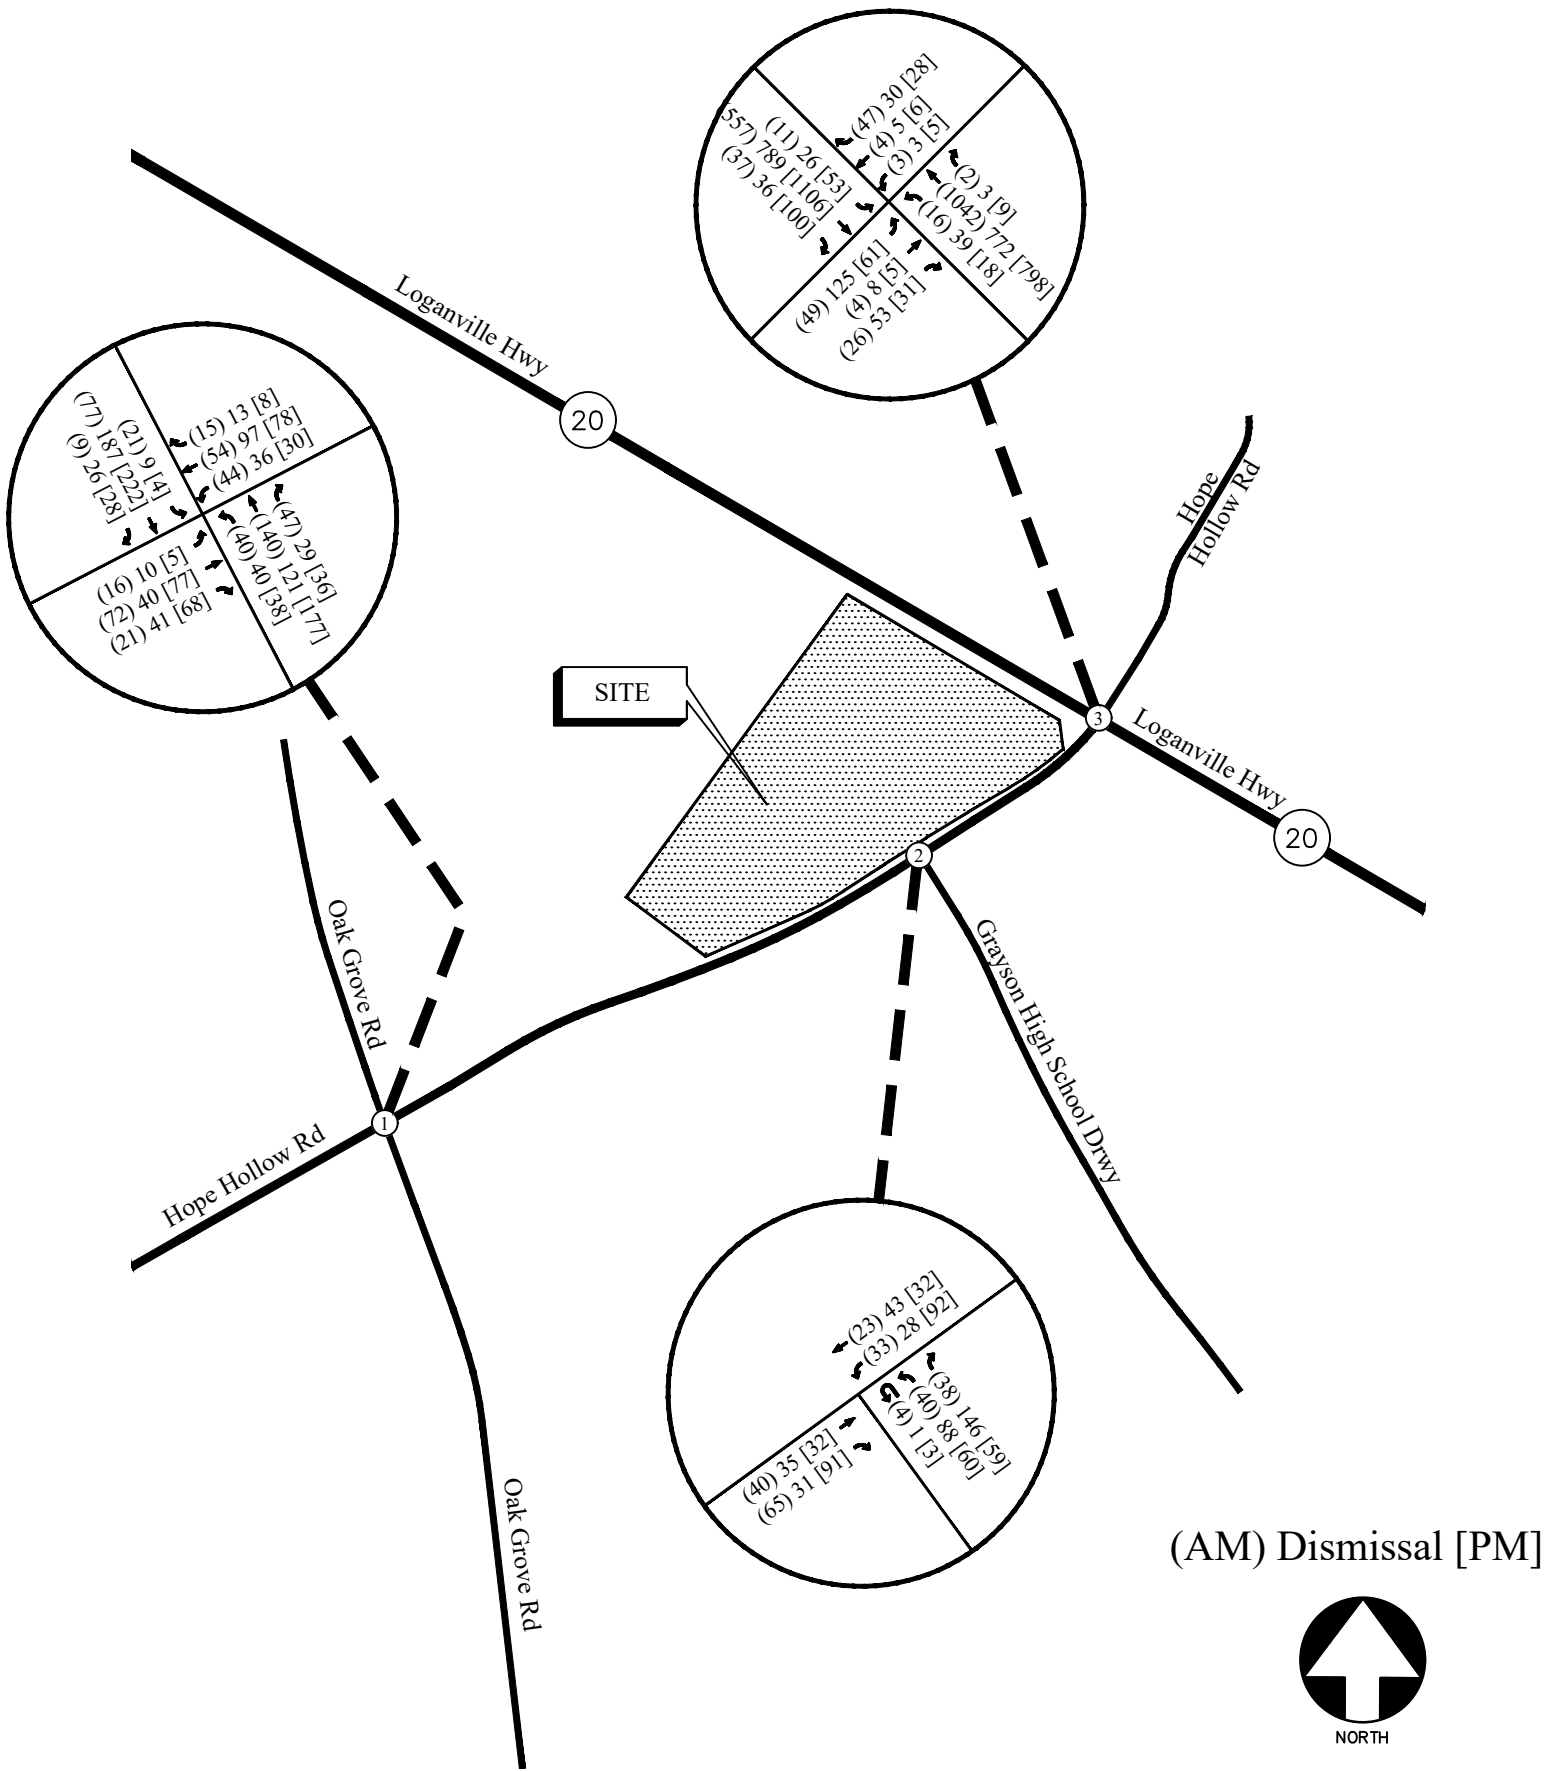 (47) 30 [28]
(4) 5 [6]
(3) 3 [5]
(11) 26 [53]
(557) 789 [1106]
(37) 36 [100]
(2) 3 [9]
(1042) 772 [798]
(16) 39 [18]
(49) 125 [61]
(4) 8 [5]
(26) 53 [31]
Loganville Hwy
20
(15) 13 [8]
(54) 97 [78]
(44) 36 [30]
(21) 9 [4]
(77) 187 [222]
(9) 26 [28]
(47) 29 [36]
(140) 121 [177]
(40) 40 [38]
(16) 10 [5]
(72) 40 [77]
(21) 41 [68]
Hope
Hollow Rd
SITE
3
Loganville Hwy
20
2
Oak Grove Rd
Grayson High School Drwy
1
Hope Hollow Rd
(23) 43 [32]
(33) 28 [92]
(38) 146 [59]
(40) 88 [60]
(4) 1 [3]
(40) 35 [32]
(65) 31 [91]
Oak Grove Rd
(AM) Dismissal [PM]
NORTH